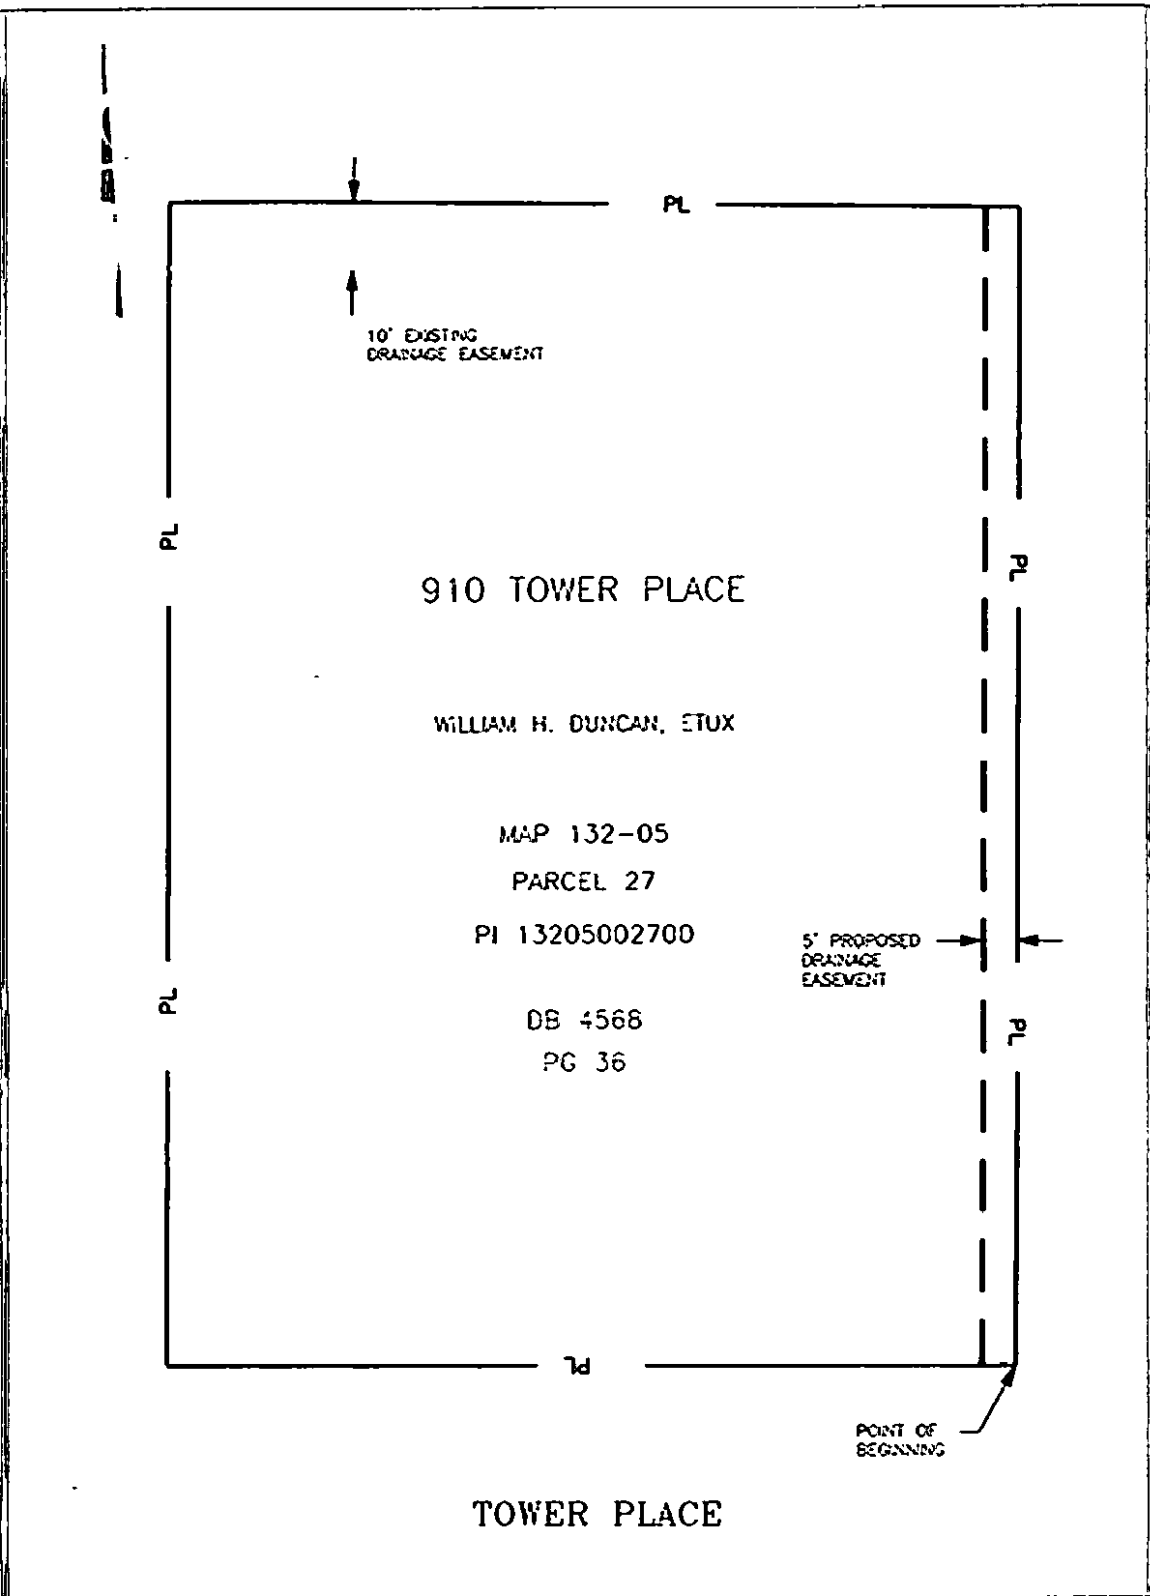 PL
10' EXISTING
DRAINAGE EASEMENT
PL
PL
910 TOWER PLACE
WILLIAM H. DUNCAN, ETUX
MAP 132-05
PARCEL 27
PI 13205002700
5' PROPOSED
DRAINAGE
EASEMENT
PL
PL
DB 4568
PG 36
PL
POINT OF
BEGINNING
TOWER PLACE